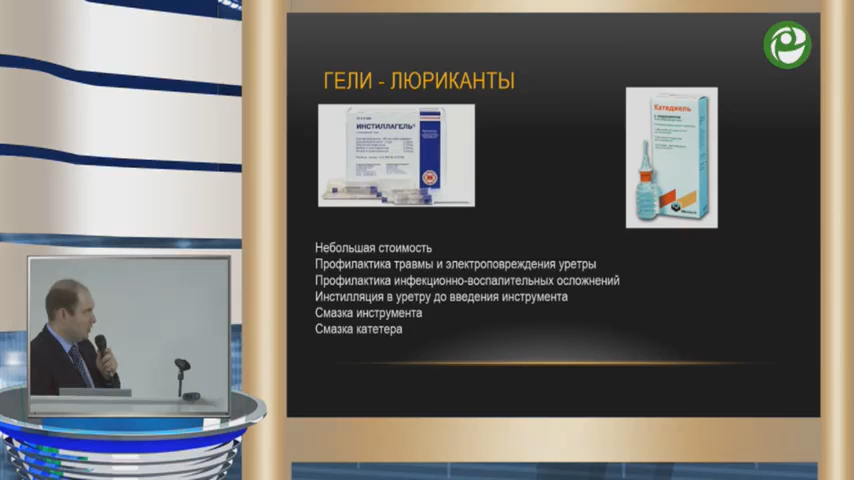 ГЕЛИ - ЛЮРИКАНТЫ
ИНСТИЛЛАГЕЛЬ®
Катеджель
Небольшая стоимость
Профилактика травмы и электроповреждения уретры
Профилактика инфекционно-воспалительных осложнений
Инстилляция в уретру до введения инструмента
Смазка инструмента
Смазка катетера